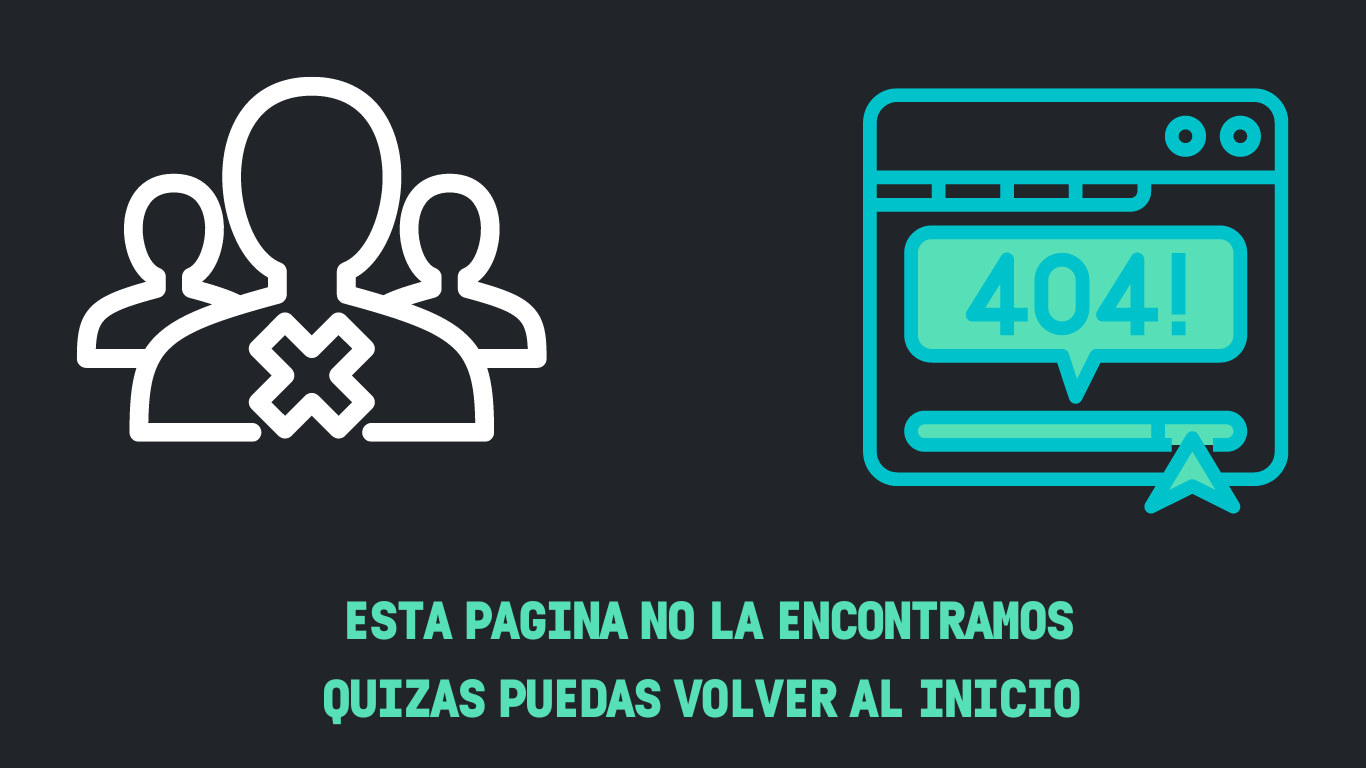 404!
ESTA PAGINA NO LA ENCONTRAMOS
QUIZAS PUEDAS VOLVER AL INICIO